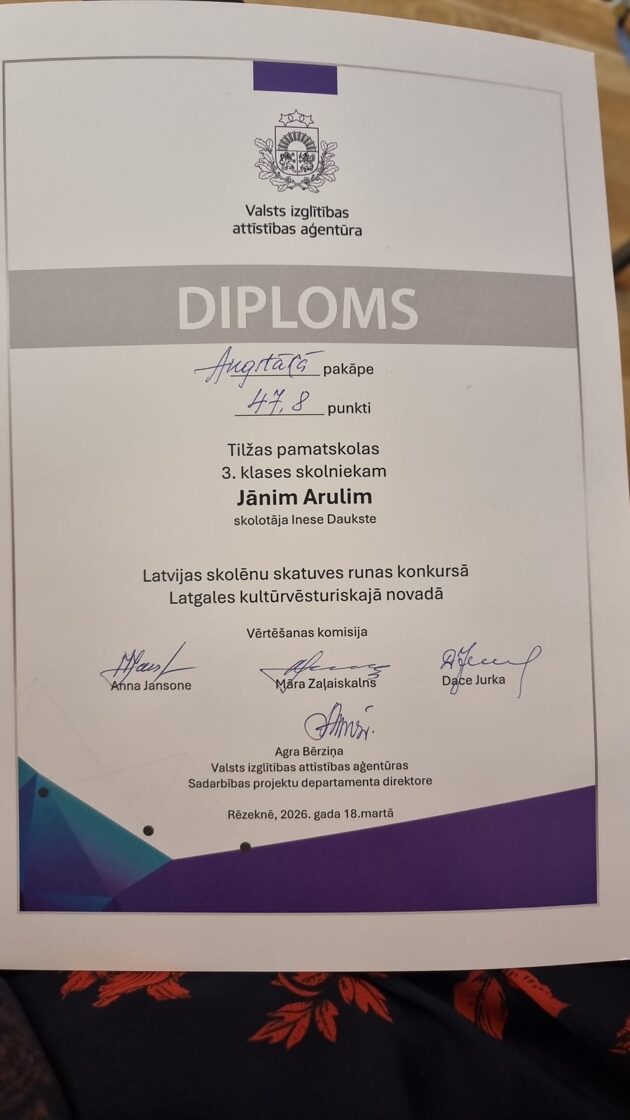 Valsts izglītības
attīstības aģentūra
DIPLOMS
Augstākā pakāpe
47,8 punkti
Tilžas pamatskolas
3. klases skolniekam
Jānim Arulim
skolotāja Inese Daukste
Latvijas skolēnu skatuves runas konkursā
Latgales kultūrvēsturiskajā novadā
Vērtēšanas komisija
Anna Jansone Māra Zaļaiskalns Dace Jurka
Agra Bērziņa
Valsts izglītības attīstības aģentūras
Sadarbības projektu departamenta direktore
Rēzeknē, 2026. gada 18.martā